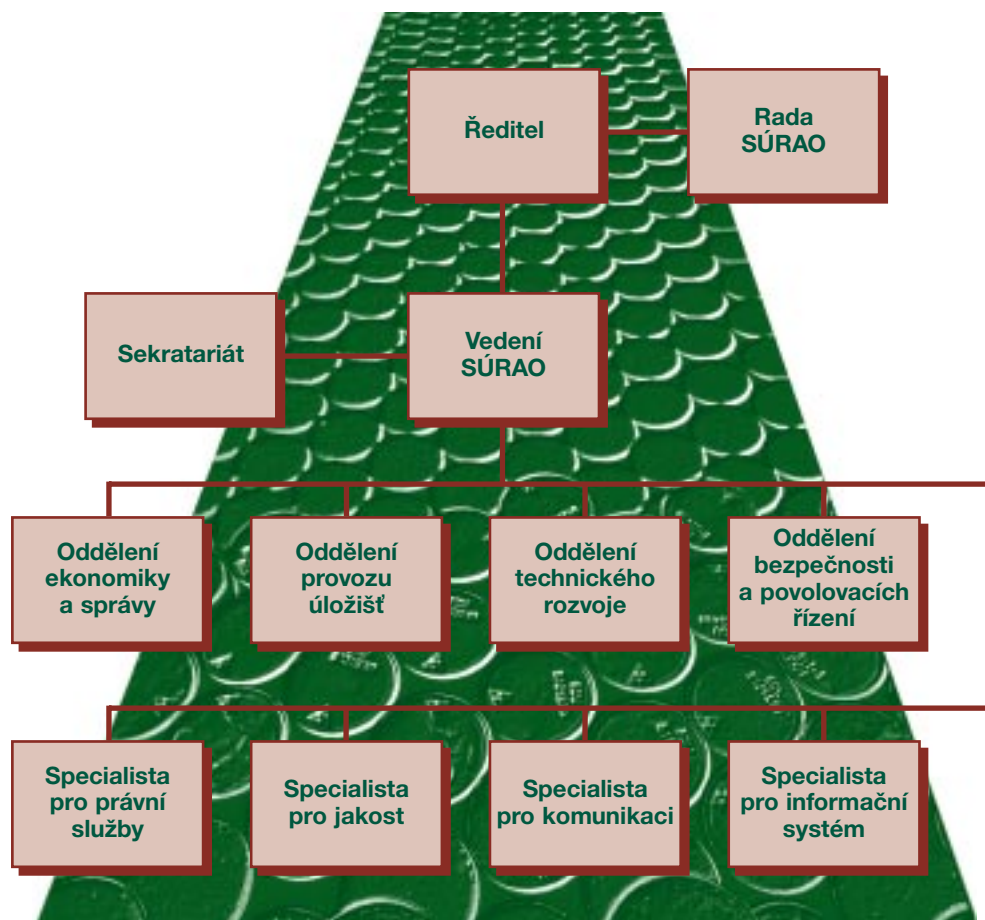 Ředitel
Rada
SÚRAO
Sekratariát
Vedení
SÚRAO
Oddělení
ekonomiky
a správy
Oddělení
provozu
úložišť
Oddělení
technického
rozvoje
Oddělení
bezpečnosti
a povolovacích
řízení
Specialista
pro právní
služby
Specialista
pro jakost
Specialista
pro komunikaci
Specialista
pro informační
systém